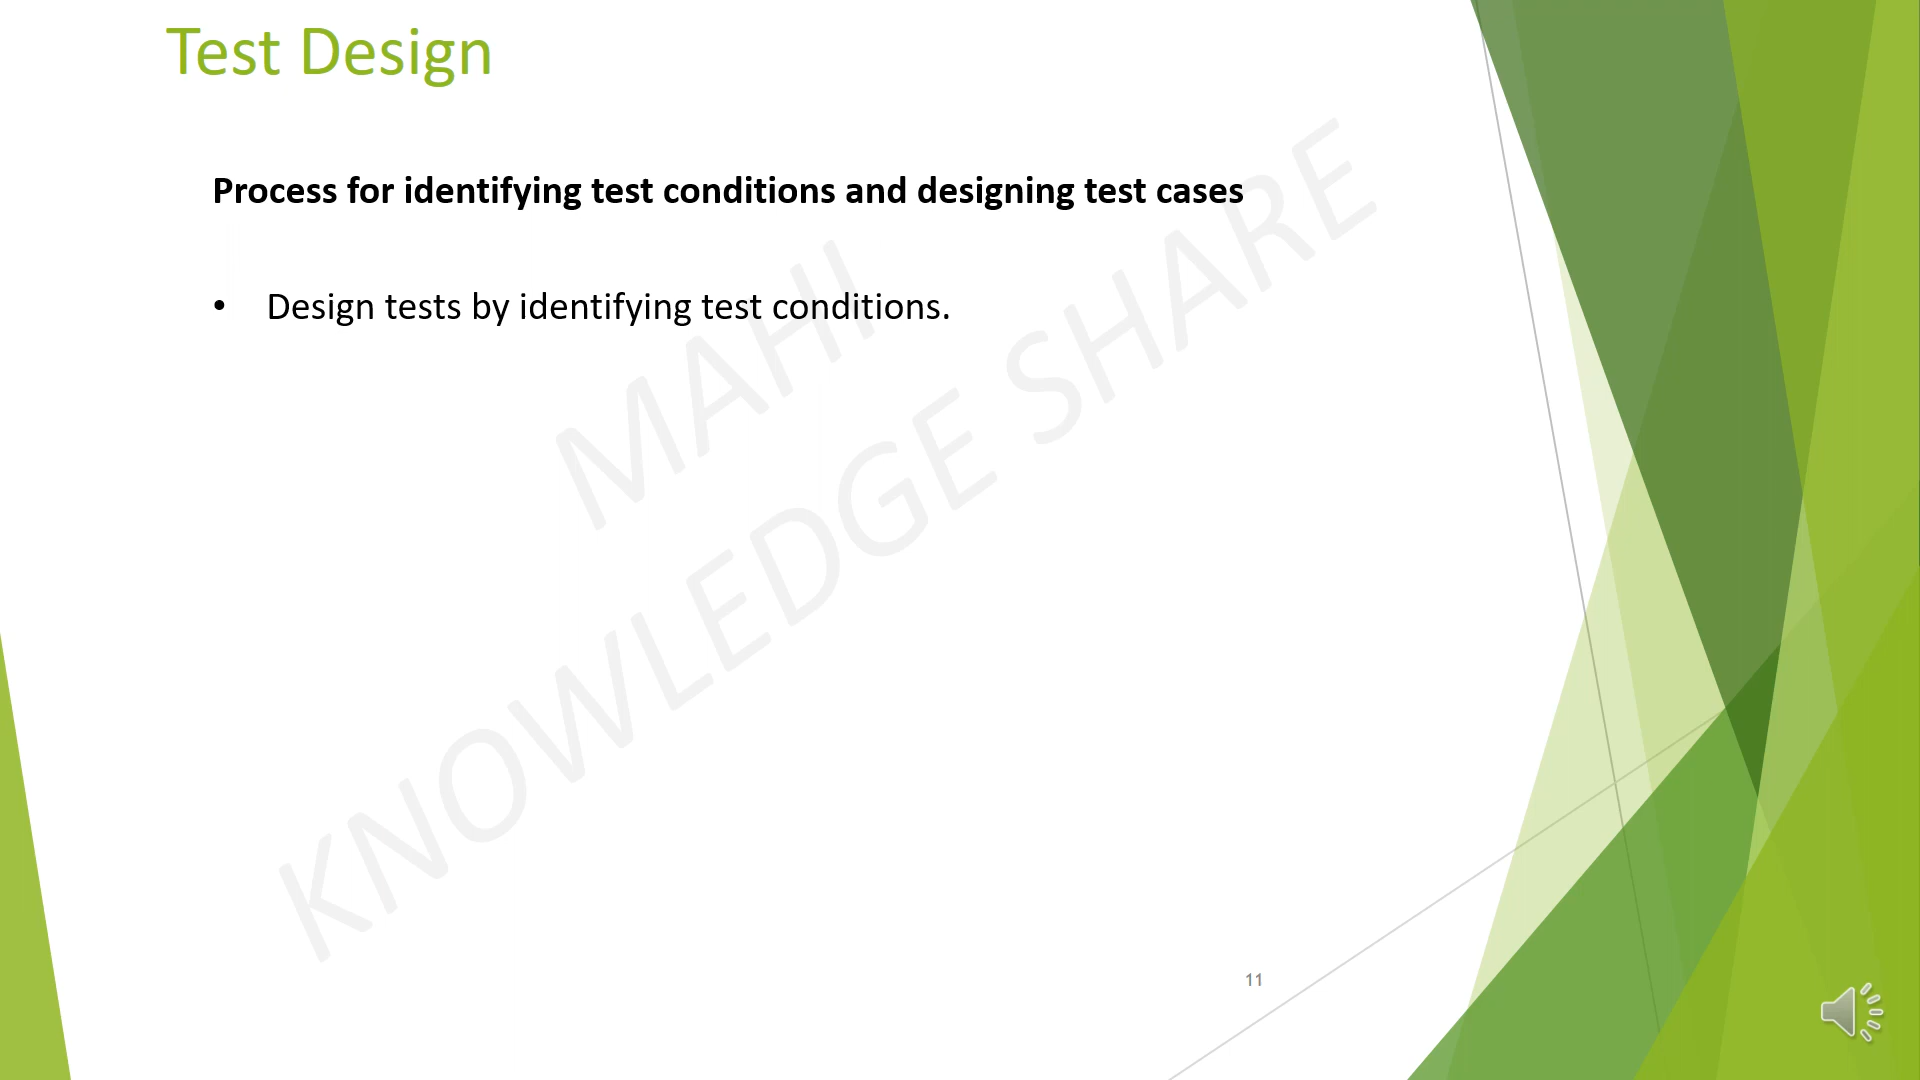 Test Design
Process for identifying test conditions and designing test cases
• Design tests by identifying test conditions.
MAHI
KNOWLEDGE SHARE
11